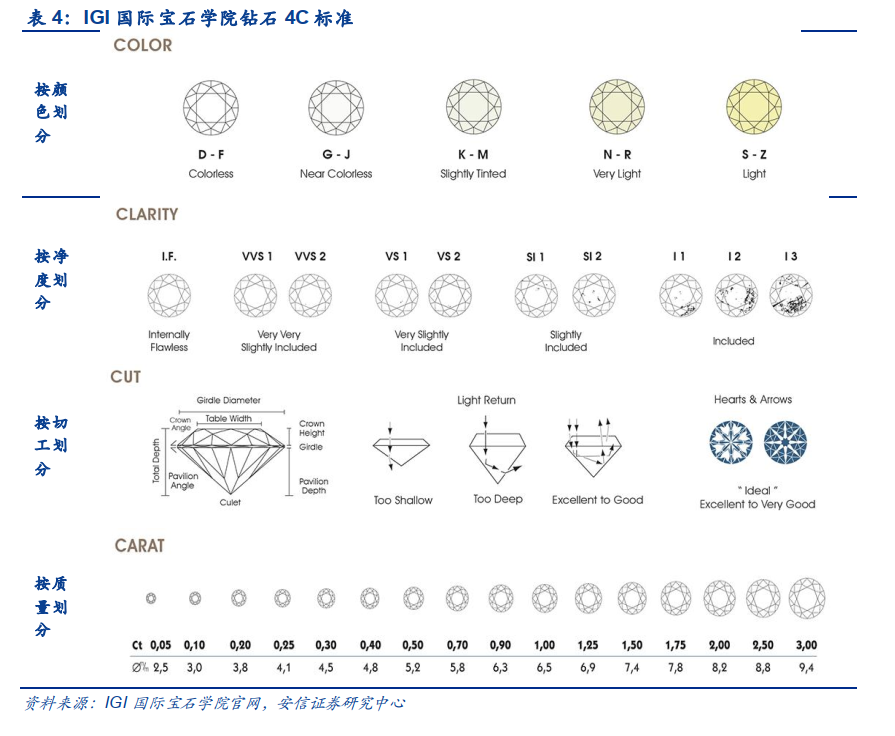 表 4：IGI 国际宝石学院钻石 4C 标准
COLOR
按颜
色划
分
D - F
G - J
K - M
N - R
S - Z
Colorless
Near Colorless
Slightly Tinted
Very Light
Light
CLARITY
按净
度划
分
I.F.
VVS 1
VVS 2
VS 1
VS 2
SI 1
SI 2
I 1
I 2
I 3
Internally
Flawless
Very Very
Slightly Included
Very Slightly
Included
Slightly
Included
Included
CUT
按切
工划
分
Girdle Diameter
Table Width
Crown
Angle
Crown
Height
Girdle
Total Depth
Pavilion
Angle
Pavilion
Depth
Culet
Light Return
Too Shallow
Too Deep
Excellent to Good
Hearts & Arrows
“ Ideal ”
Excellent to Very Good
CARAT
按质
量划
分
Ct 0,05 0,10 0,20 0,25 0,30 0,40 0,50 0,70 0,90 1,00 1,25 1,50 1,75 2,00 2,50 3,00
2,5 3,0 3,8 4,1 4,5 4,8 5,2 5,8 6,3 6,5 6,9 7,4 7,8 8,2 8,8 9,4
资料来源：IGI 国际宝石学院官网，安信证券研究中心